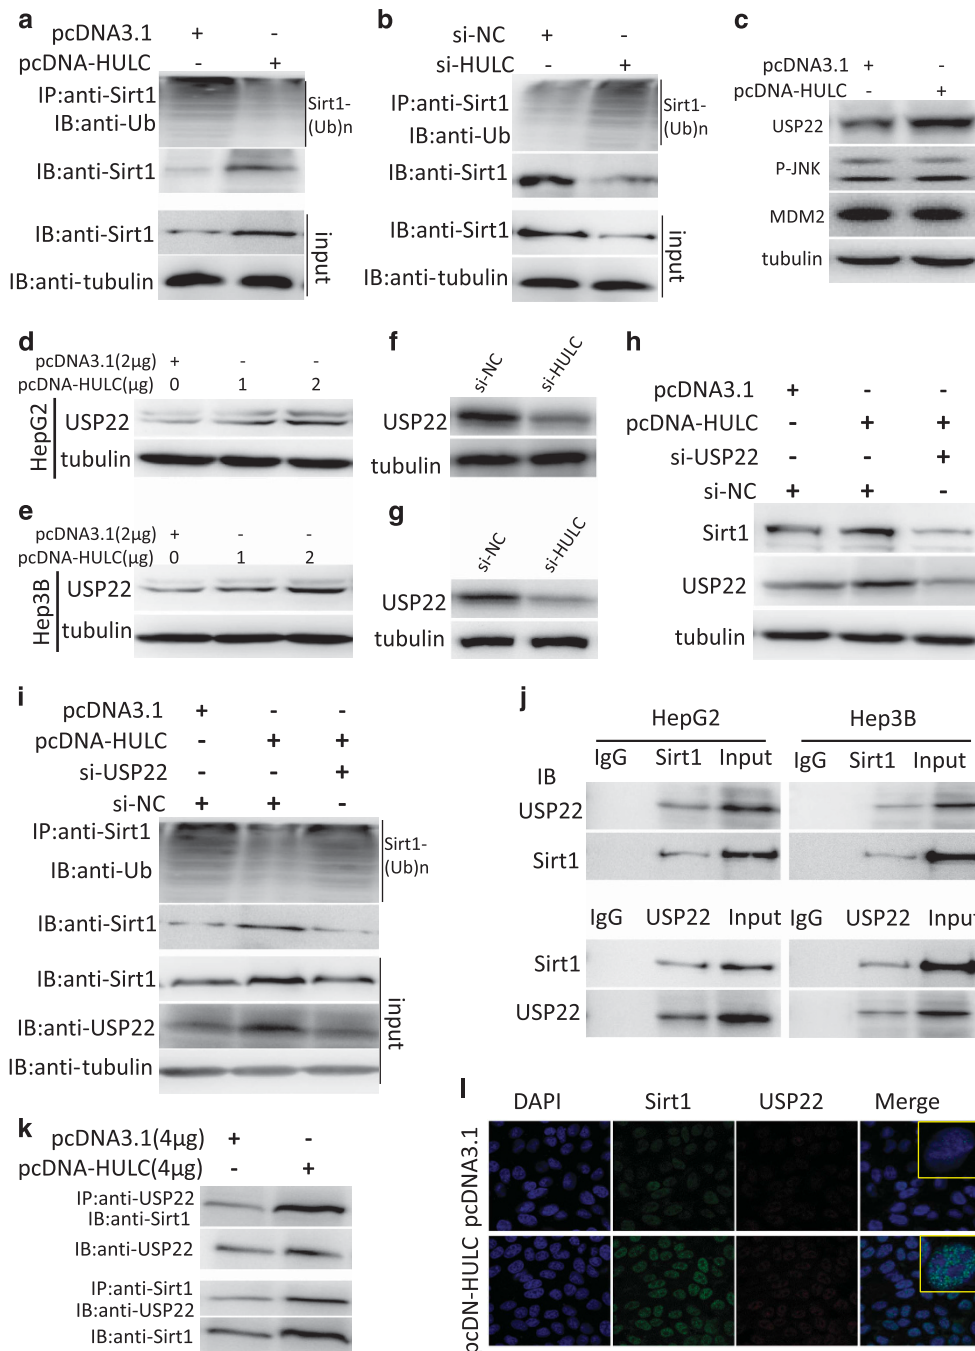 a
pcDNA3.1 + -
pcDNA-HULC - +
IP:anti-Sirt1
IB:anti-Ub
Sirt1-
(Ub)n
IB:anti-Sirt1
IB:anti-Sirt1
IB:anti-tubulin
input
b
si-NC + -
si-HULC - +
IP:anti-Sirt1
IB:anti-Ub
Sirt1-
(Ub)n
IB:anti-Sirt1
IB:anti-Sirt1
IB:anti-tubulin
input
c
pcDNA3.1 + -
pcDNA-HULC - +
USP22
P-JNK
MDM2
tubulin
d
pcDNA3.1(2μg) + - -
pcDNA-HULC(μg) 0 1 2
HepG2
USP22
tubulin
e
pcDNA3.1(2μg) + - -
pcDNA-HULC(μg) 0 1 2
Hep3B
USP22
tubulin
f
si-NC si-HULC
USP22
tubulin
g
si-NC si-HULC
USP22
tubulin
h
pcDNA3.1 + - -
pcDNA-HULC - + +
si-USP22 - - +
si-NC + + -
Sirt1
USP22
tubulin
i
pcDNA3.1 + - -
pcDNA-HULC - + +
si-USP22 - - +
si-NC + + -
IP:anti-Sirt1
IB:anti-Ub
Sirt1-
(Ub)n
IB:anti-Sirt1
IB:anti-Sirt1
IB:anti-USP22
IB:anti-tubulin
input
j
HepG2 Hep3B
IgG Sirt1 Input IgG Sirt1 Input
IB
USP22
Sirt1
IgG USP22 Input IgG USP22 Input
Sirt1
USP22
k
pcDNA3.1(4μg) + -
pcDNA-HULC(4μg) - +
IP:anti-USP22
IB:anti-Sirt1
IB:anti-USP22
IP:anti-Sirt1
IB:anti-USP22
IB:anti-Sirt1
l
DAPI Sirt1 USP22 Merge
pcDNA3.1
pcDN-HULC